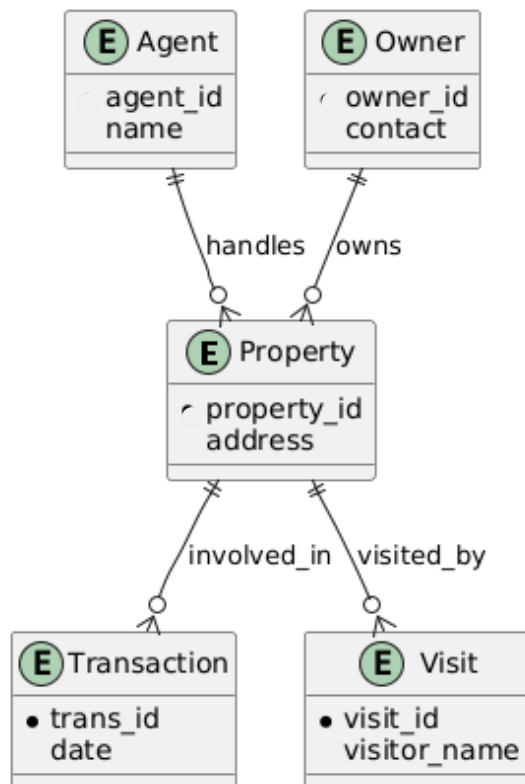 E Agent
agent_id
name
E Owner
owner_id
contact
handles
owns
E Property
property_id
address
involved_in
visited_by
E Transaction
trans_id
date
E Visit
visit_id
visitor_name